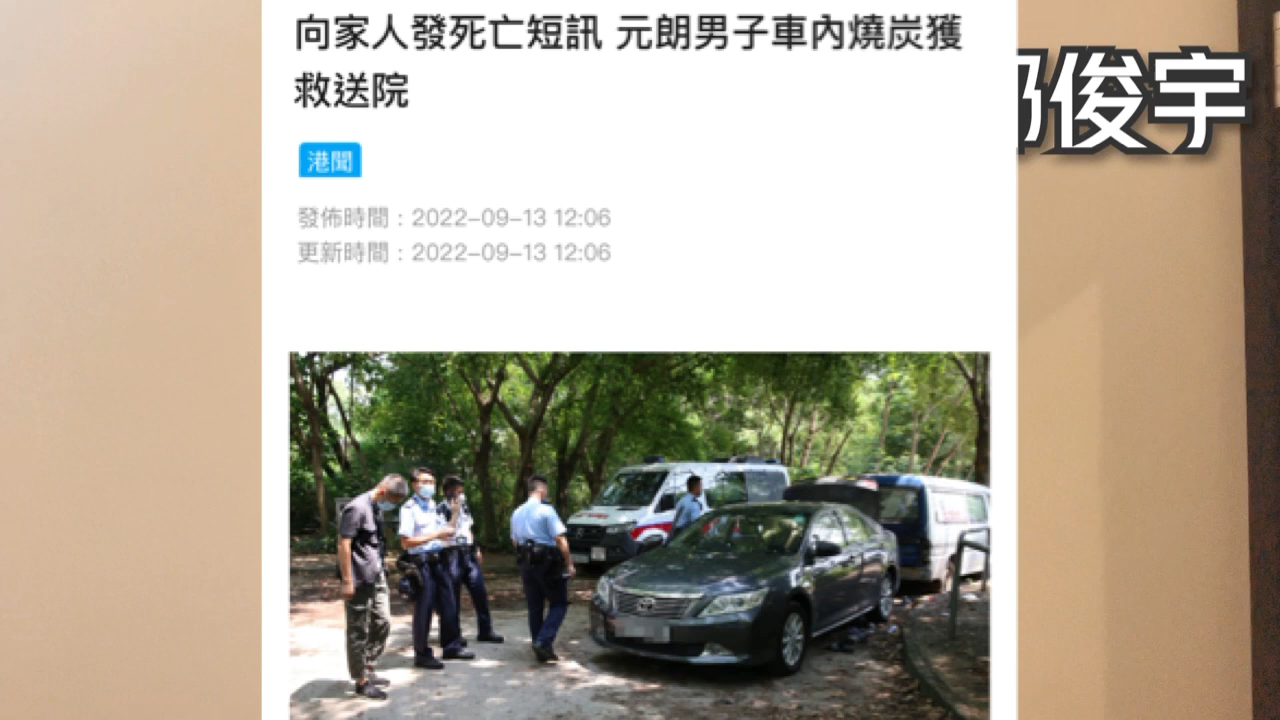 向家人發死亡短訊 元朗男子車內燒炭獲
救送院
俊宇
港聞
發佈時間：2022-09-13 12:06
更新時間：2022-09-13 12:06